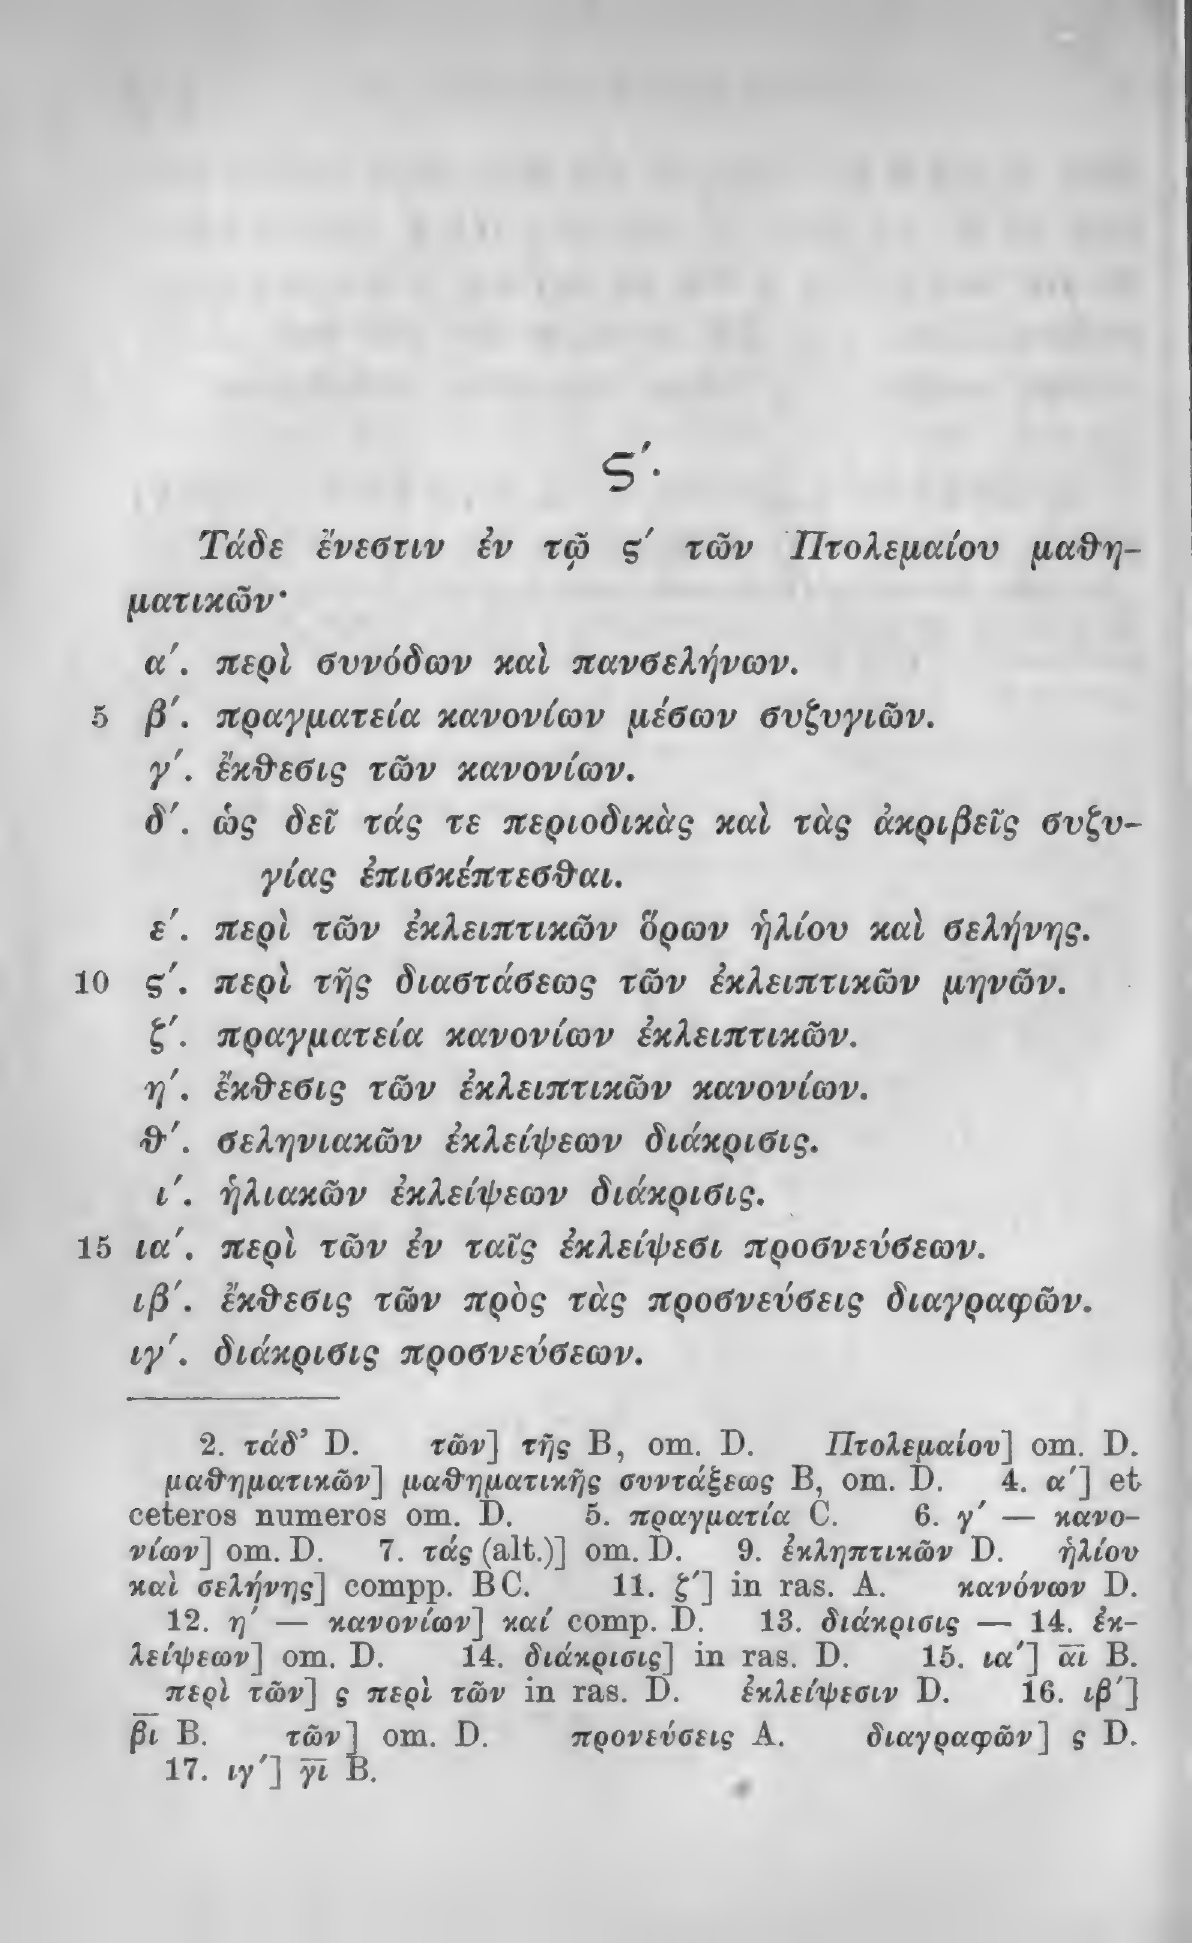 ϛ′.
Τάδε ἔνεστιν ἐν τῷ ϛ′ τῶν Πτολεμαίου μαθη-
ματικῶν·
α′. περὶ συνόδων καὶ πανσελήνων.
5 β′. πραγματεία κανονίων μέσων συζυγιῶν.
γ′. ἔκθεσις τῶν κανονίων.
δ′. ὡς δεῖ τάς τε περιοδικὰς καὶ τὰς ἀκριβεῖς συζυ-
γίας ἐπισκέπτεσθαι.
ε′. περὶ τῶν ἐκλειπτικῶν ὅρων ἡλίου καὶ σελήνης.
10 ϛ′. περὶ τῆς διαστάσεως τῶν ἐκλειπτικῶν μηνῶν.
ζ′. πραγματεία κανονίων ἐκλειπτικῶν.
η′. ἔκθεσις τῶν ἐκλειπτικῶν κανονίων.
θ′. σεληνιακῶν ἐκλείψεων διάκρισις.
ι′. ἡλιακῶν ἐκλείψεων διάκρισις.
15 ια′. περὶ τῶν ἐν ταῖς ἐκλείψεσι προσνεύσεων.
ιβ′. ἔκθεσις τῶν πρὸς τὰς προσνεύσεις διαγραφῶν.
ιγ′. διάκρισις προσνεύσεων.
2. τάδ’ D. τῶν] τῆς B, om. D. Πτολεμαίου] om. D.
μαθηματικῶν] μαθηματικῆς συντάξεως B, om. D. 4. α′] et
ceteros numeros om. D. 5. πραγματία C. 6. γ′ — κανο-
νίων] om. D. 7. τάς (alt.)] om. D. 9. ἐκληπτικῶν D. ἡλίου
καὶ σελήνης] compp. BC. 11. ζ′] in ras. A. κανόνων D.
12. η′ — κανονίων] καί comp. D. 13. διάκρισις — 14. ἐκ-
λείψεων] om. D. 14. διάκρισις] in ras. D. 15. ια′] α̅ι̅ B.
περὶ τῶν] ϛ περὶ τῶν in ras. D. ἐκλείψεσιν D. 16. ιβ′]
β̅ι̅ B. τῶν] om. D. προνεύσεις A. διαγραφῶν] ϛ D.
17. ιγ′] γ̅ι̅ B.